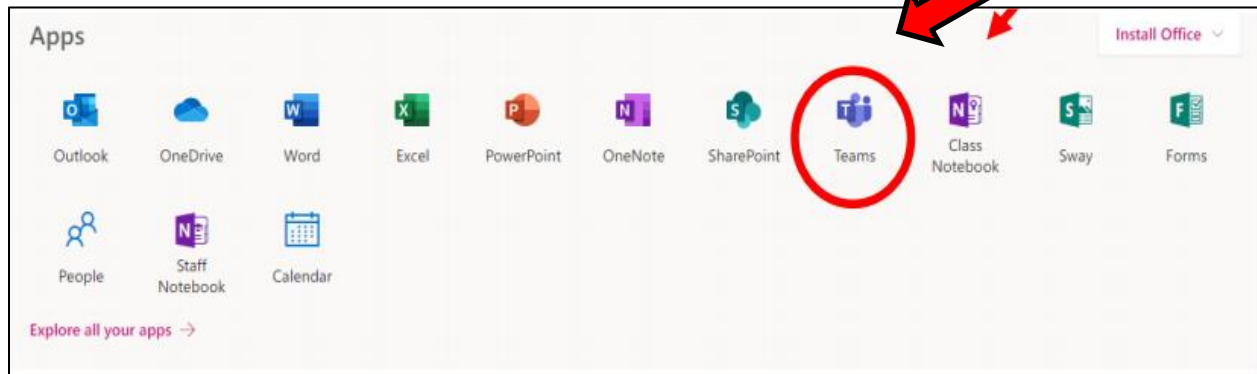 Apps
Install Office
Outlook
OneDrive
Word
Excel
PowerPoint
OneNote
SharePoint
Teams
Class
Notebook
Sway
Forms
People
Staff
Notebook
Calendar
Explore all your apps →